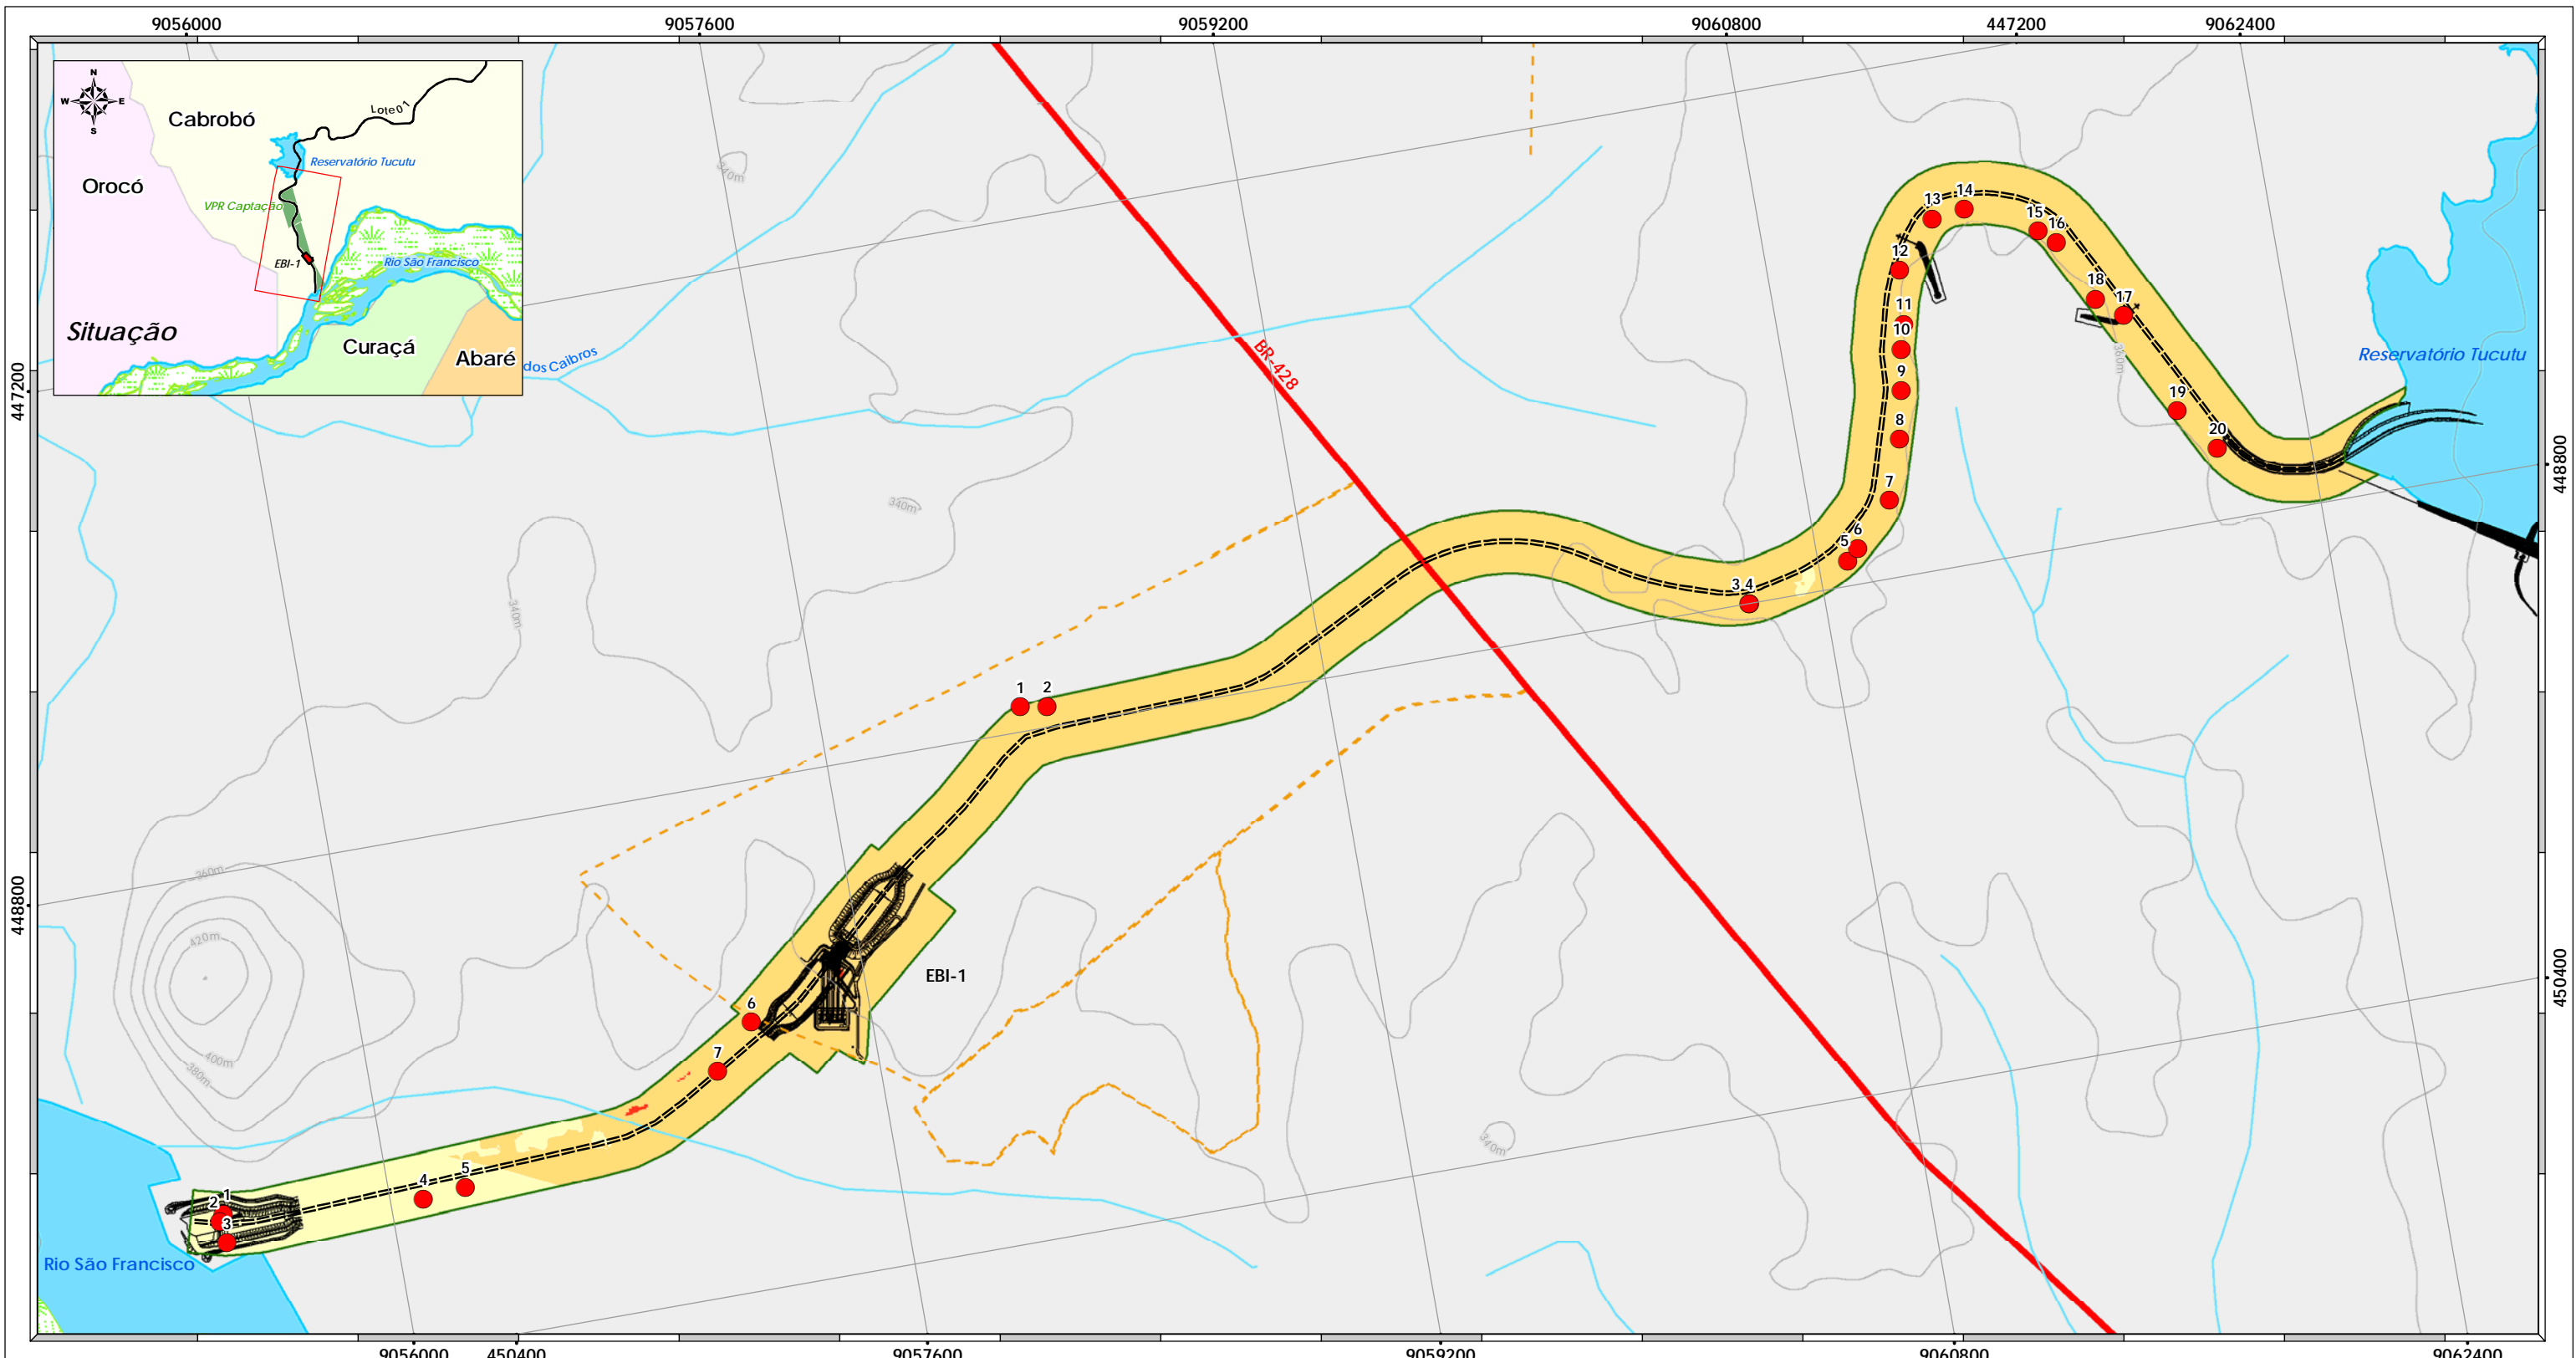 9056000
9057600
9059200
9060800
447200
9062400
N
W
E
S
Cabrobó
Lote01
Reservatório Tucutu
Orocó
VPR Captação
EBI-1
Rio São Francisco
Situação
Curaçá
Abaré
dos Caibros
340m
BR-428
13
14
15
16
12
11
10
9
8
7
6
5
18
17
19
20
360m
Reservatório Tucutu
447200
448800
340m
340m
3
4
1
2
360m
420m
400m
380m
448800
EBI-1
450400
6
7
340m
5
4
1
2
3
Rio São Francisco
9056000
450400
9057600
9059200
9060800
9062400